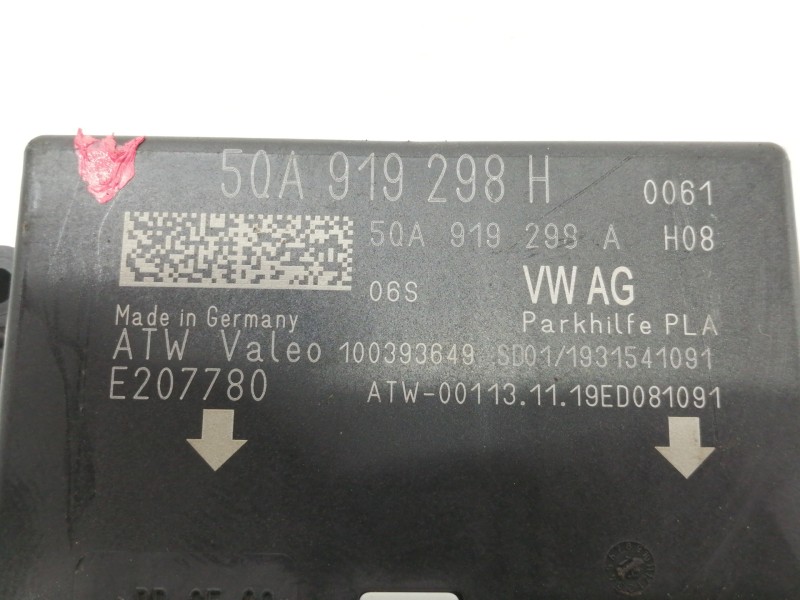 5QA 919 298 H 0061
5QA 919 298 A H08
06S VW AG
Made in Germany Parkhilfe PLA
ATW Valeo 100393649 SD01/1931541091
E207780 ATW-00113.11.19ED081091